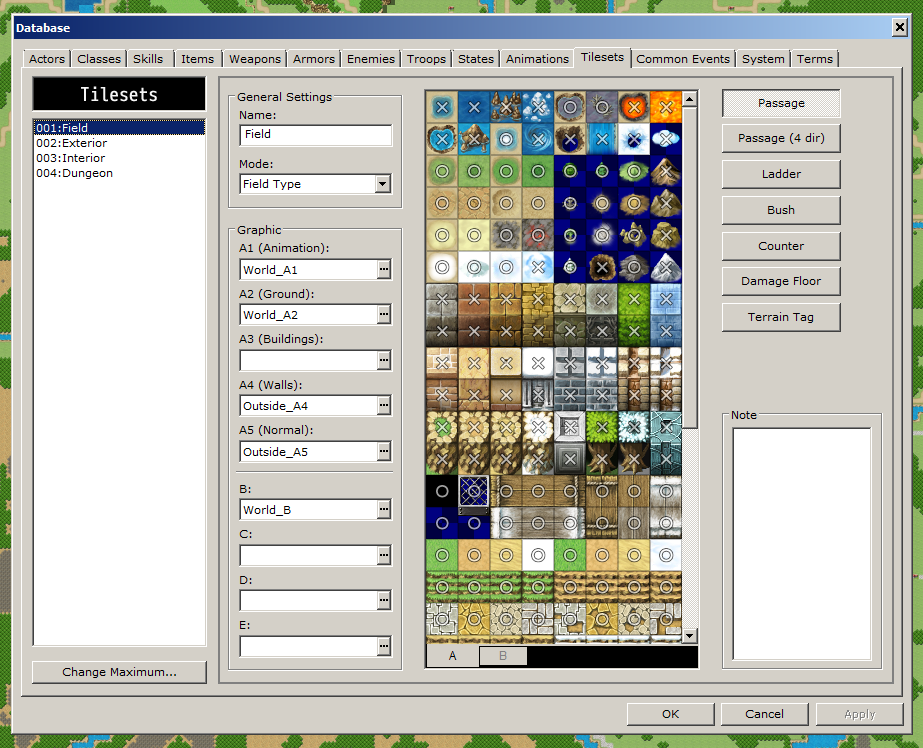 Database
Actors Classes Skills Items Weapons Armors Enemies Troops States Animations Tilesets Common Events System Terms
Tilesets
001:Field
002:Exterior
003:Interior
004:Dungeon
Change Maximum...
General Settings
Name:
Field
Mode:
Field Type
Graphic
A1 (Animation):
World_A1
A2 (Ground):
World_A2
A3 (Buildings):
A4 (Walls):
Outside_A4
A5 (Normal):
Outside_A5
B:
World_B
C:
D:
E:
A B
Passage
Passage (4 dir)
Ladder
Bush
Counter
Damage Floor
Terrain Tag
Note
OK Cancel Apply